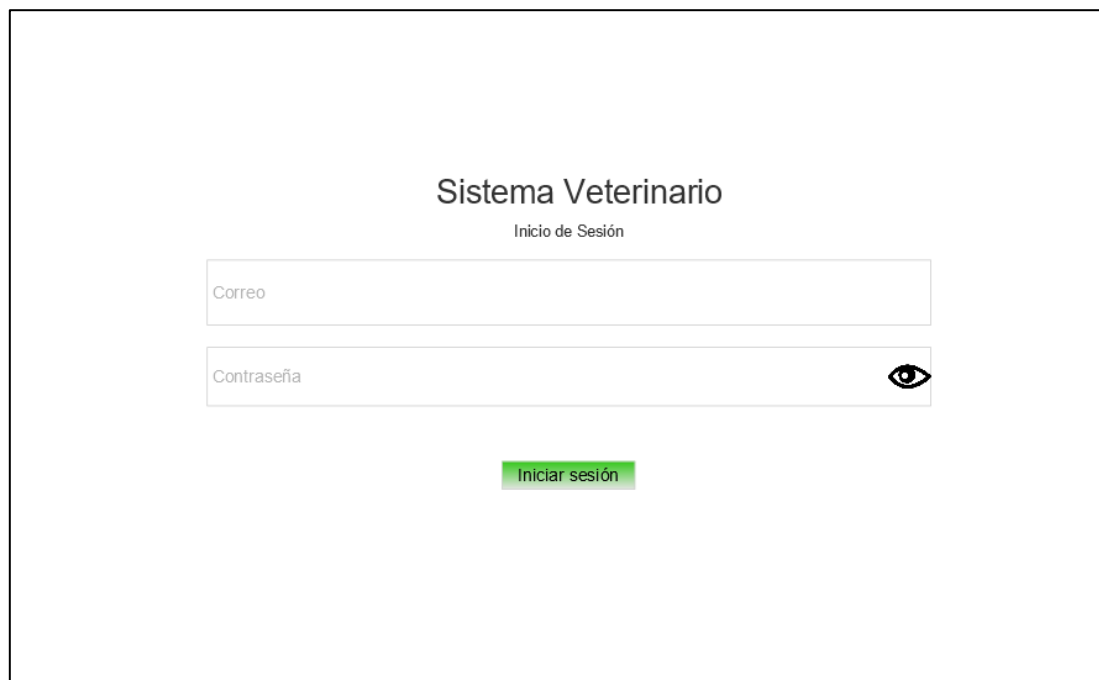 Sistema Veterinario
Inicio de Sesión
Correo
Contraseña
Iniciar sesión